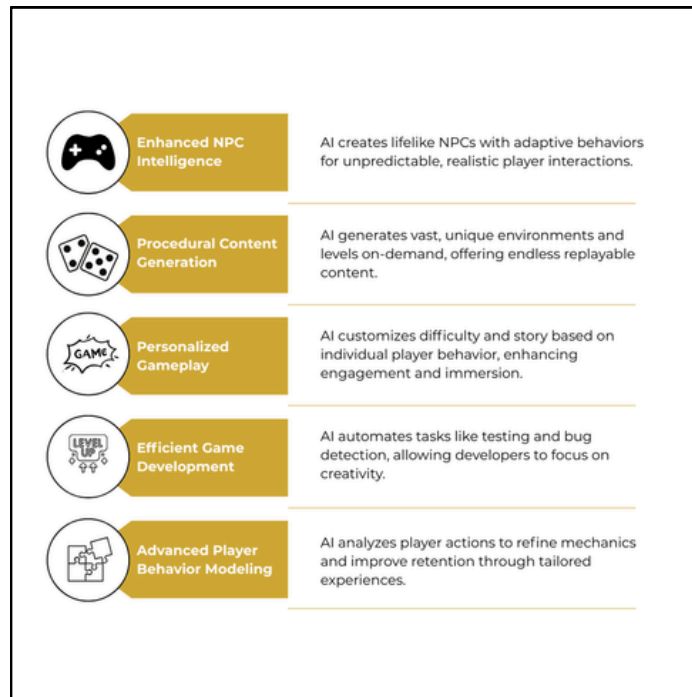 Enhanced NPC
Intelligence
AI creates lifelike NPCs with adaptive behaviors
for unpredictable, realistic player interactions.
Procedural Content
Generation
AI generates vast, unique environments and
levels on-demand, offering endless replayable
content.
GAME
Personalized
Gameplay
AI customizes difficulty and story based on
individual player behavior, enhancing
engagement and immersion.
LEVEL
UP
Efficient Game
Development
AI automates tasks like testing and bug
detection, allowing developers to focus on
creativity.
Advanced Player
Behavior Modeling
AI analyzes player actions to refine mechanics
and improve retention through tailored
experiences.